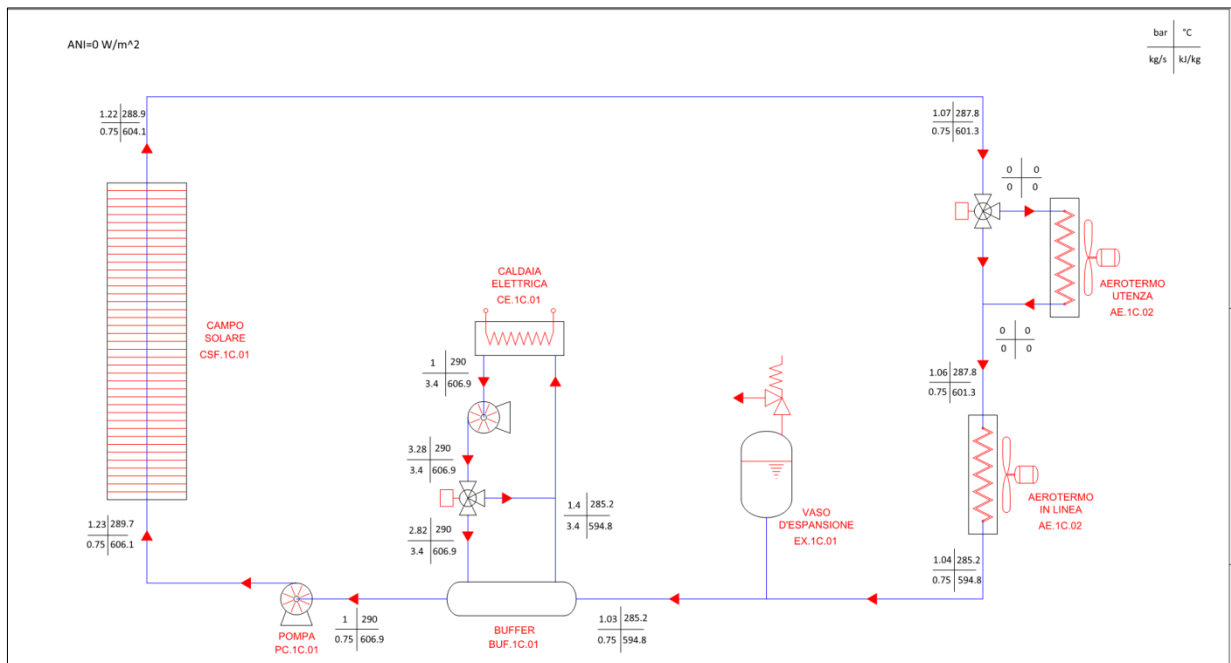 ANI=0 W/m^2
bar °C
kg/s kJ/kg
1.22 288.9
0.75 604.1
1.07 287.8
0.75 601.3
0 0
0 0
CALDAIA
ELETTRICA
CE.1C.01
AEROTERMO
UTENZA
AE.1C.02
CAMPO
SOLARE
CSF.1C.01
0 0
0 0
1 290
3.4 606.9
1.06 287.8
0.75 601.3
3.28 290
3.4 606.9
1.4 285.2
3.4 594.8
AEROTERMO
IN LINEA
AE.1C.02
VASO
D'ESPANSIONE
EX.1C.01
1.23 289.7
0.75 606.1
2.82 290
3.4 606.9
1.04 285.2
0.75 594.8
POMPA
PC.1C.01
1 290
0.75 606.9
BUFFER
BUF.1C.01
1.03 285.2
0.75 594.8